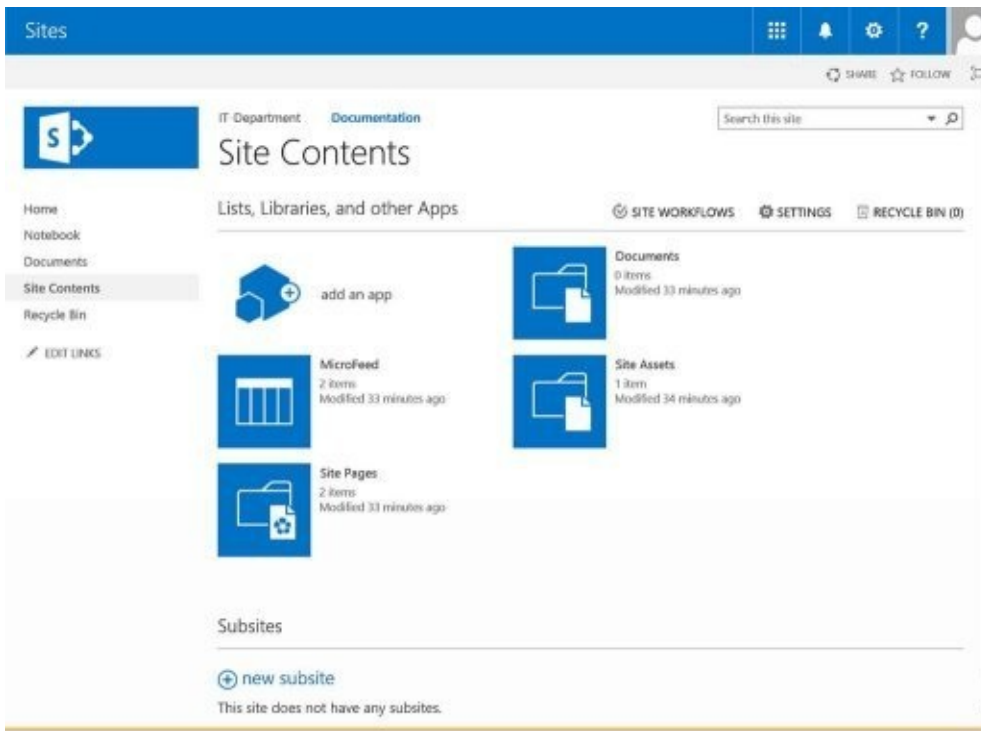 Sites
?
SHARE FOLLOW
S
IT Department Documentation
Search this site
Site Contents
Home
Notebook
Documents
Site Contents
Recycle Bin
EDIT LINKS
Lists, Libraries, and other Apps
SITE WORKFLOWS SETTINGS RECYCLE BIN (0)
add an app
Documents
0 items
Modified 33 minutes ago
MicroFeed
2 items
Modified 33 minutes ago
Site Assets
1 item
Modified 34 minutes ago
Site Pages
2 items
Modified 33 minutes ago
Subsites
new subsite
This site does not have any subsites.